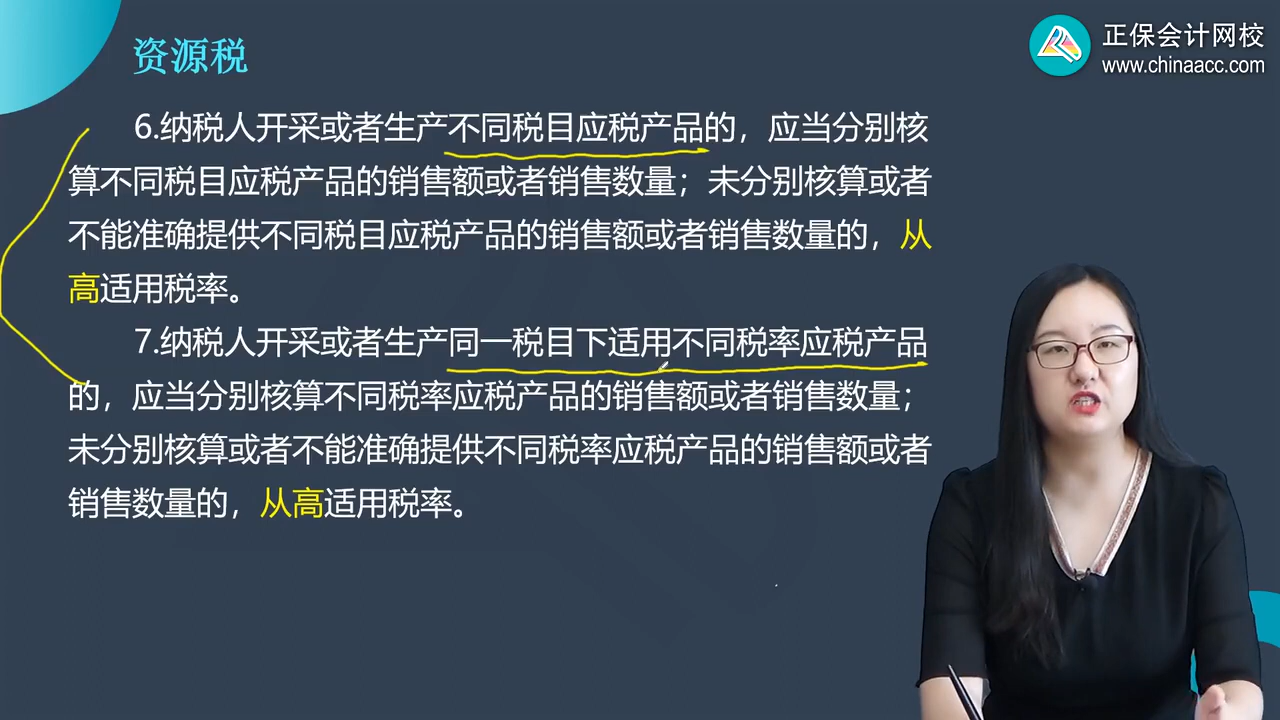 资源税
正保会计网校
www.chinaacc.com
6.纳税人开采或者生产不同税目应税产品的，应当分别核
算不同税目应税产品的销售额或者销售数量；未分别核算或者
不能准确提供不同税目应税产品的销售额或者销售数量的，从
高适用税率。
7.纳税人开采或者生产同一税目下适用不同税率应税产品
的，应当分别核算不同税率应税产品的销售额或者销售数量；
未分别核算或者不能准确提供不同税率应税产品的销售额或者
销售数量的，从高适用税率。